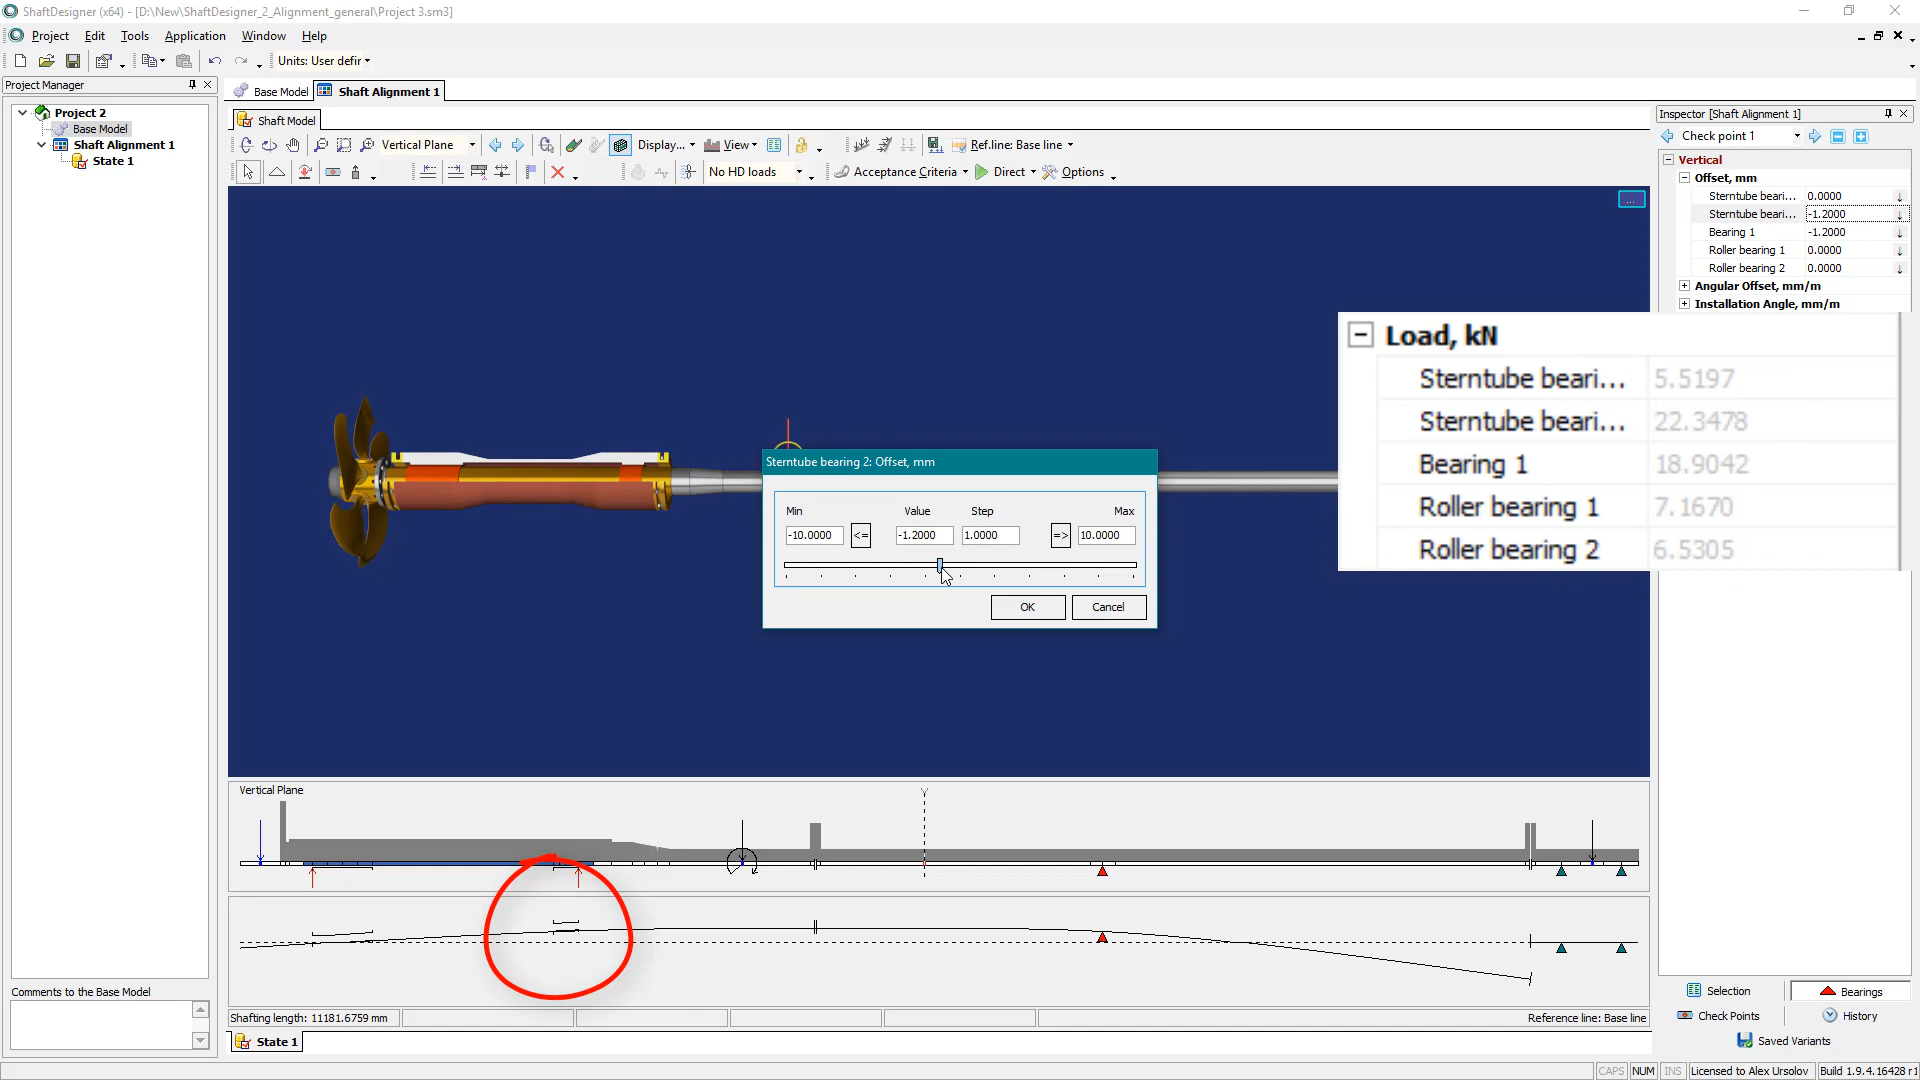 ShaftDesigner (x64) - [D:\New\ShaftDesigner_2_Alignment_general\Project 3.sm3]
Project Edit Tools Application Window Help
Units: User defir
Project Manager
Base Model Shaft Alignment 1
Inspector [Shaft Alignment 1]
Project 2
Base Model
Shaft Alignment 1
State 1
Shaft Model
Vertical Plane Display... View Ref.line: Base line
No HD loads Acceptance Criteria Direct Options
Check point 1
Vertical
Offset, mm
Sterntube beari... 0.0000
Sterntube beari... -1.2000
Bearing 1 -1.2000
Roller bearing 1 0.0000
Roller bearing 2 0.0000
Angular Offset, mm/m
Installation Angle, mm/m
...
Load, kN
Sterntube beari... 5.5197
Sterntube beari... 22.3478
Bearing 1 18.9042
Roller bearing 1 7.1670
Roller bearing 2 6.5305
Sterntube bearing 2: Offset, mm
Min Value Step Max
-10.0000 <= -1.2000 1.0000 => 10.0000
OK Cancel
Vertical Plane
Y
Comments to the Base Model
Shafting length: 11181.6759 mm
Reference line: Base line
State 1
Selection Bearings
Check Points History
Saved Variants
CAPS NUM INS Licensed to Alex Ursolov Build 1.9.4.16428 r1